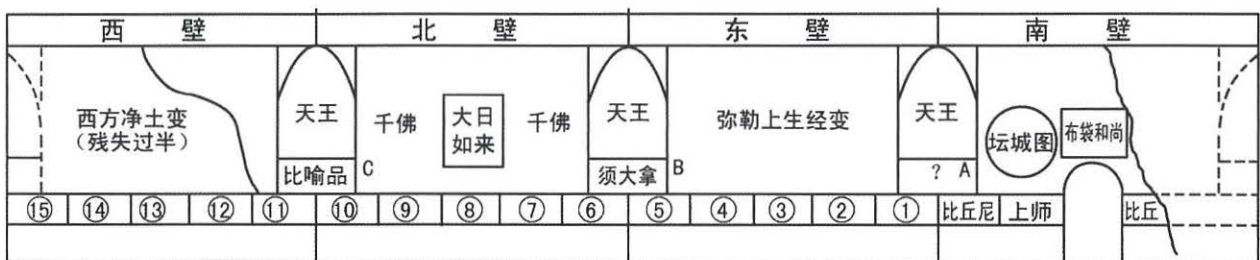 西壁 北壁 东壁 南壁
西方净土变
(残失过半)
天王
比喻品
C
千佛
大日
如来
千佛
天王
须大拿
B
弥勒上生经变
天王
? A
坛城图
布袋和尚
⑮ ⑭ ⑬ ⑫ ⑪ ⑩ ⑨ ⑧ ⑦ ⑥ ⑤ ④ ③ ② ① 比丘尼 上师 比丘